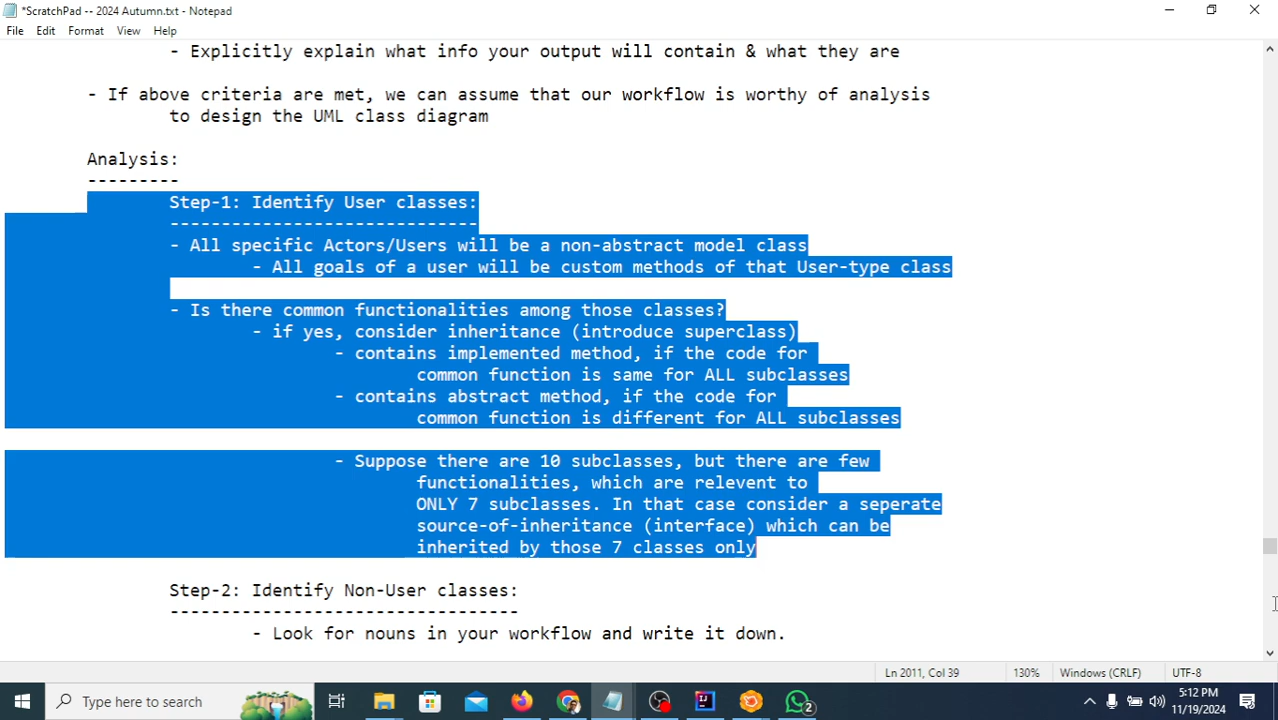 *ScratchPad -- 2024 Autumn.txt - Notepad
File Edit Format View Help
- Explicitly explain what info your output will contain & what they are
- If above criteria are met, we can assume that our workflow is worthy of analysis
to design the UML class diagram
Analysis:
---------
Step-1: Identify User classes:
------------------------------
- All specific Actors/Users will be a non-abstract model class
- All goals of a user will be custom methods of that User-type class
- Is there common functionalities among those classes?
- if yes, consider inheritance (introduce superclass)
- contains implemented method, if the code for
common function is same for ALL subclasses
- contains abstract method, if the code for
common function is different for ALL subclasses
- Suppose there are 10 subclasses, but there are few
functionalities, which are relevent to
ONLY 7 subclasses. In that case consider a seperate
source-of-inheritance (interface) which can be
inherited by those 7 classes only
Step-2: Identify Non-User classes:
----------------------------------
- Look for nouns in your workflow and write it down.
Ln 2011, Col 39 130% Windows (CRLF) UTF-8
Type here to search
2
5:12 PM
11/19/2024